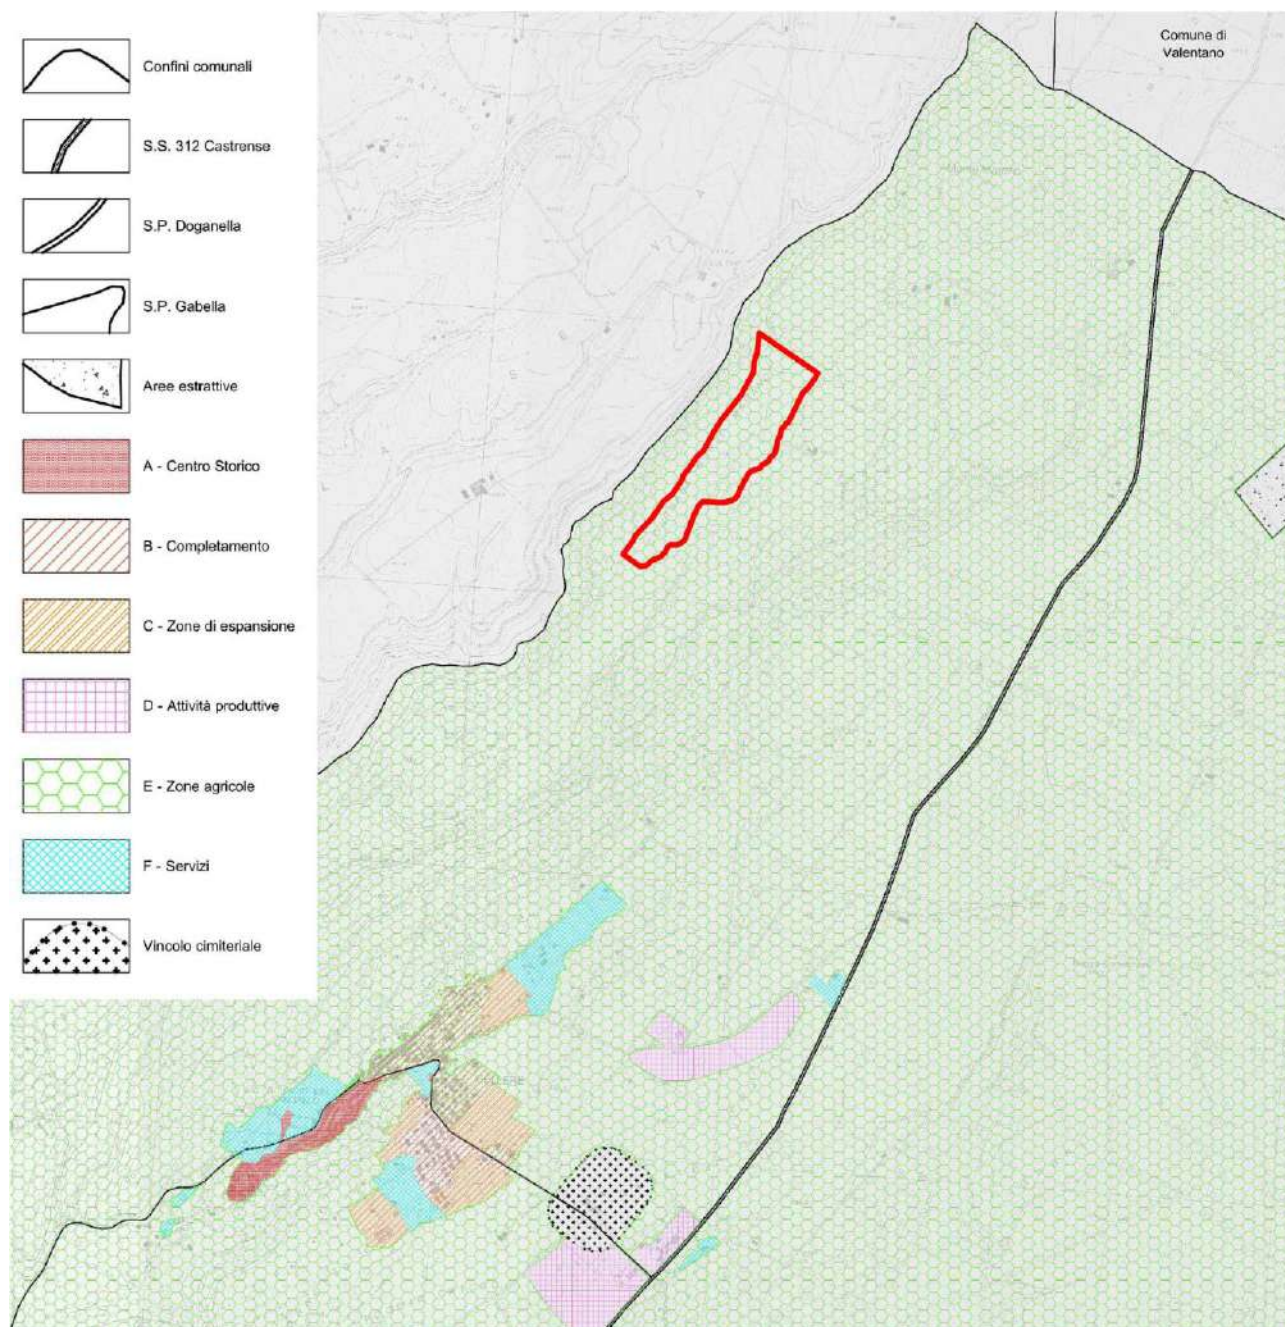 Confini comunali
S.S. 312 Castrense
S.P. Doganella
S.P. Gabella
Aree estrattive
A - Centro Storico
B - Completamento
C - Zone di espansione
D - Attività produttive
E - Zone agricole
F - Servizi
Vincolo cimiteriale
Comune di
Valentano